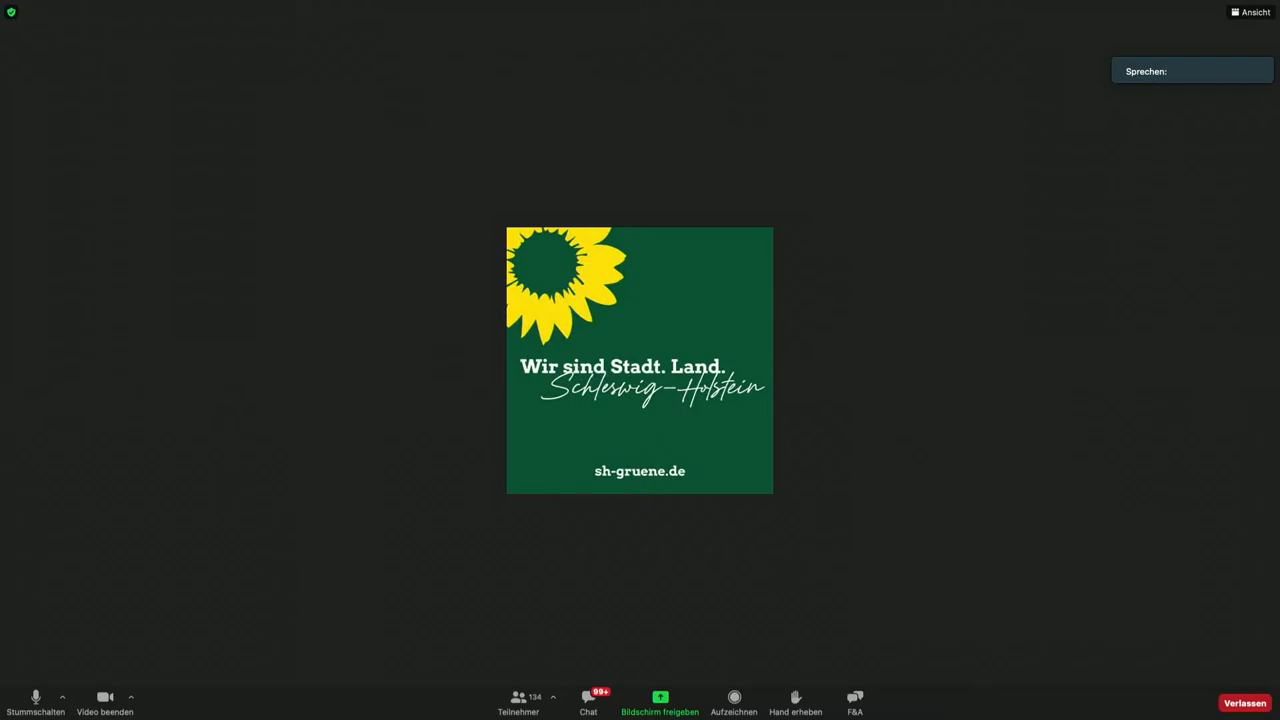 Ansicht
Sprechen:
Wir sind Stadt. Land.
Schleswig-Holstein
sh-gruene.de
Stummschalten
Video beenden
134
Teilnehmer
99+
Chat
Bildschirm freigeben
Aufzeichnen
Hand erheben
F&A
Verlassen